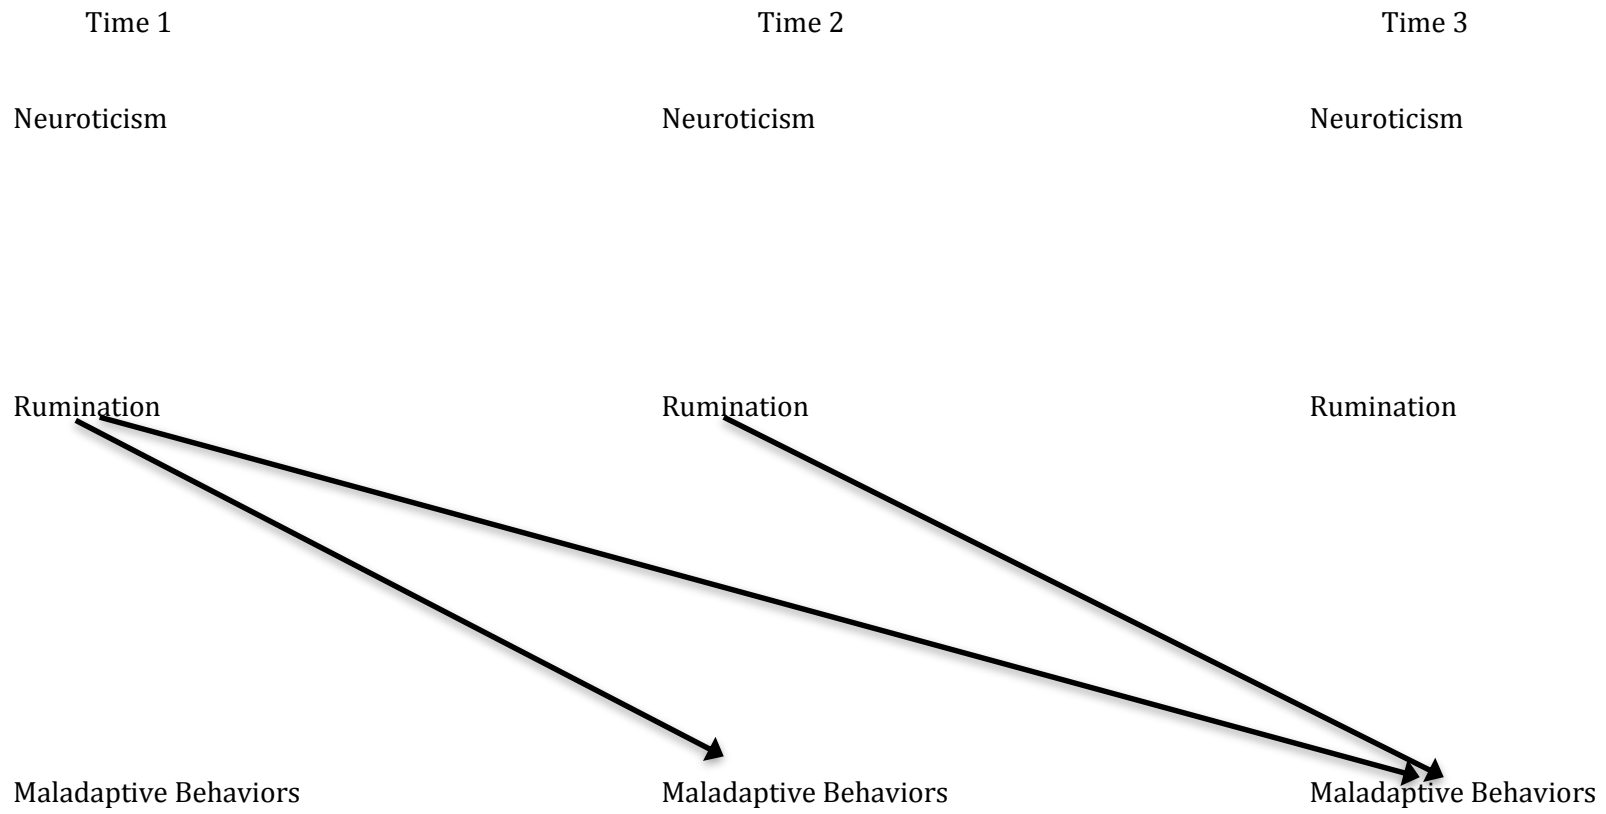 Time 1 Time 2 Time 3
Neuroticism Neuroticism Neuroticism
Rumination Rumination Rumination
Maladaptive Behaviors Maladaptive Behaviors Maladaptive Behaviors